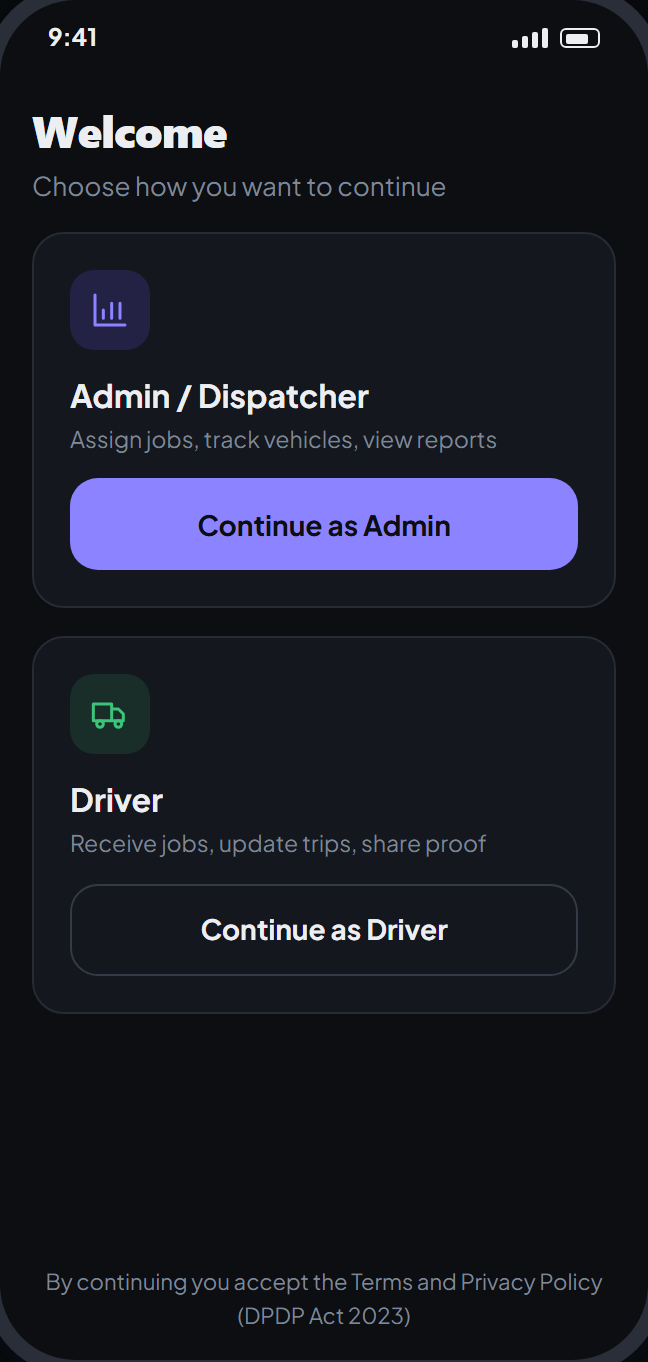 9:41
Welcome
Choose how you want to continue
Admin / Dispatcher
Assign jobs, track vehicles, view reports
Continue as Admin
Driver
Receive jobs, update trips, share proof
Continue as Driver
By continuing you accept the Terms and Privacy Policy
(DPDP Act 2023)